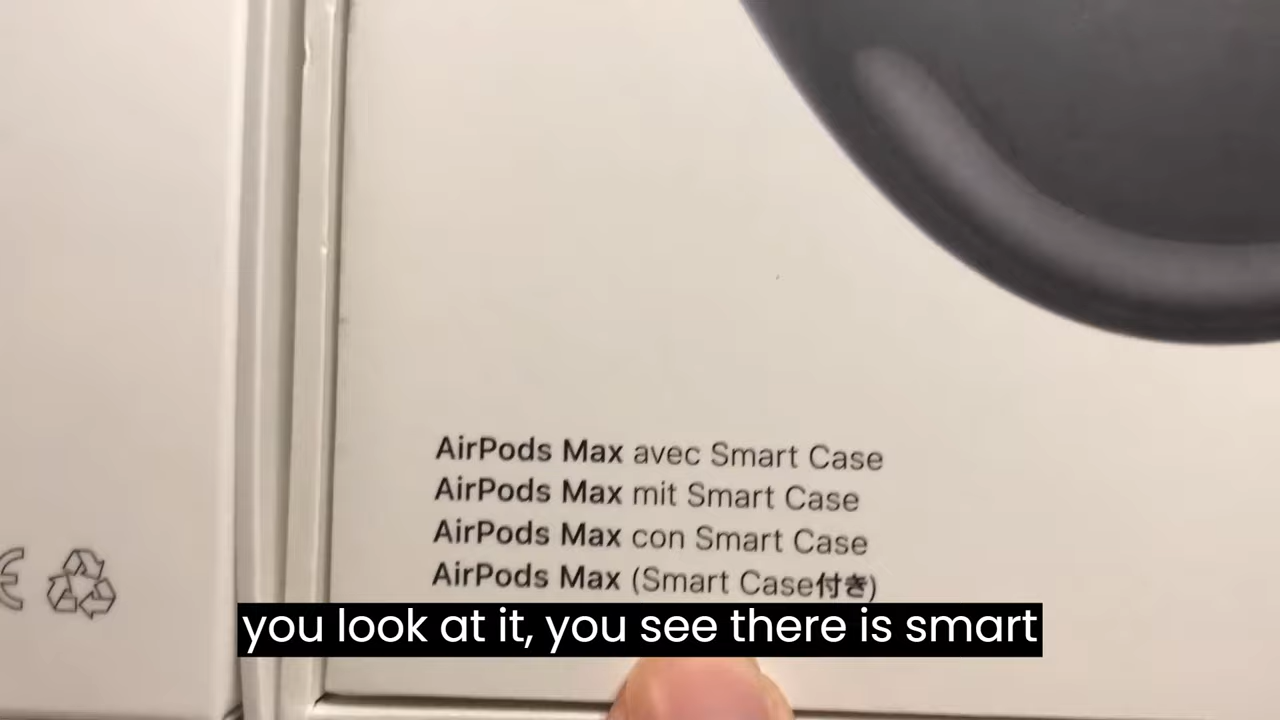 AirPods Max avec Smart Case
AirPods Max mit Smart Case
AirPods Max con Smart Case
AirPods Max (Smart Case付き)
you look at it, you see there is smart